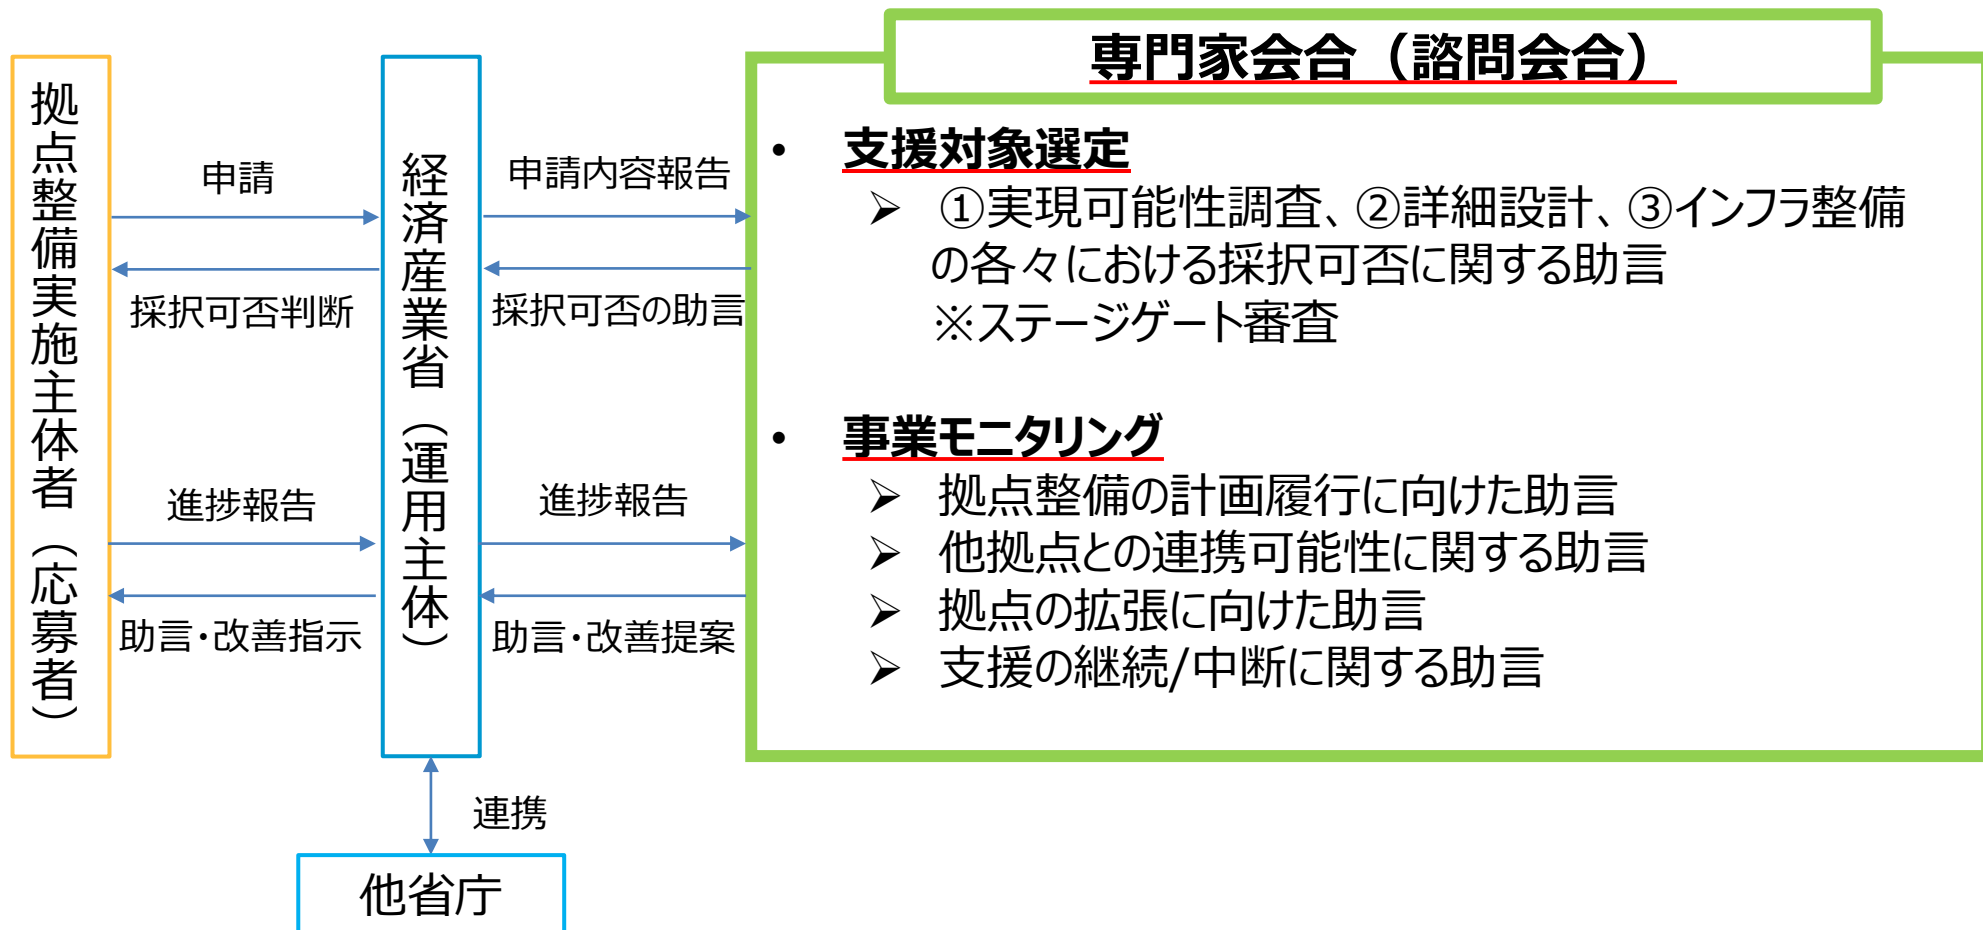 専門家会合（諮問会合）
拠点整備実施主体者（応募者）
申請
採択可否判断
進捗報告
助言・改善指示
経済産業省（運用主体）
申請内容報告
採択可否の助言
進捗報告
助言・改善提案
• 支援対象選定
➢ ①実現可能性調査、②詳細設計、③インフラ整備
の各々における採択可否に関する助言
※ステージゲート審査
• 事業モニタリング
➢ 拠点整備の計画履行に向けた助言
➢ 他拠点との連携可能性に関する助言
➢ 拠点の拡張に向けた助言
➢ 支援の継続/中断に関する助言
連携
他省庁